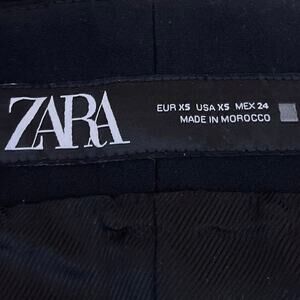 ZARA
EUR XS USA XS MEX 24
MADE IN MOROCCO